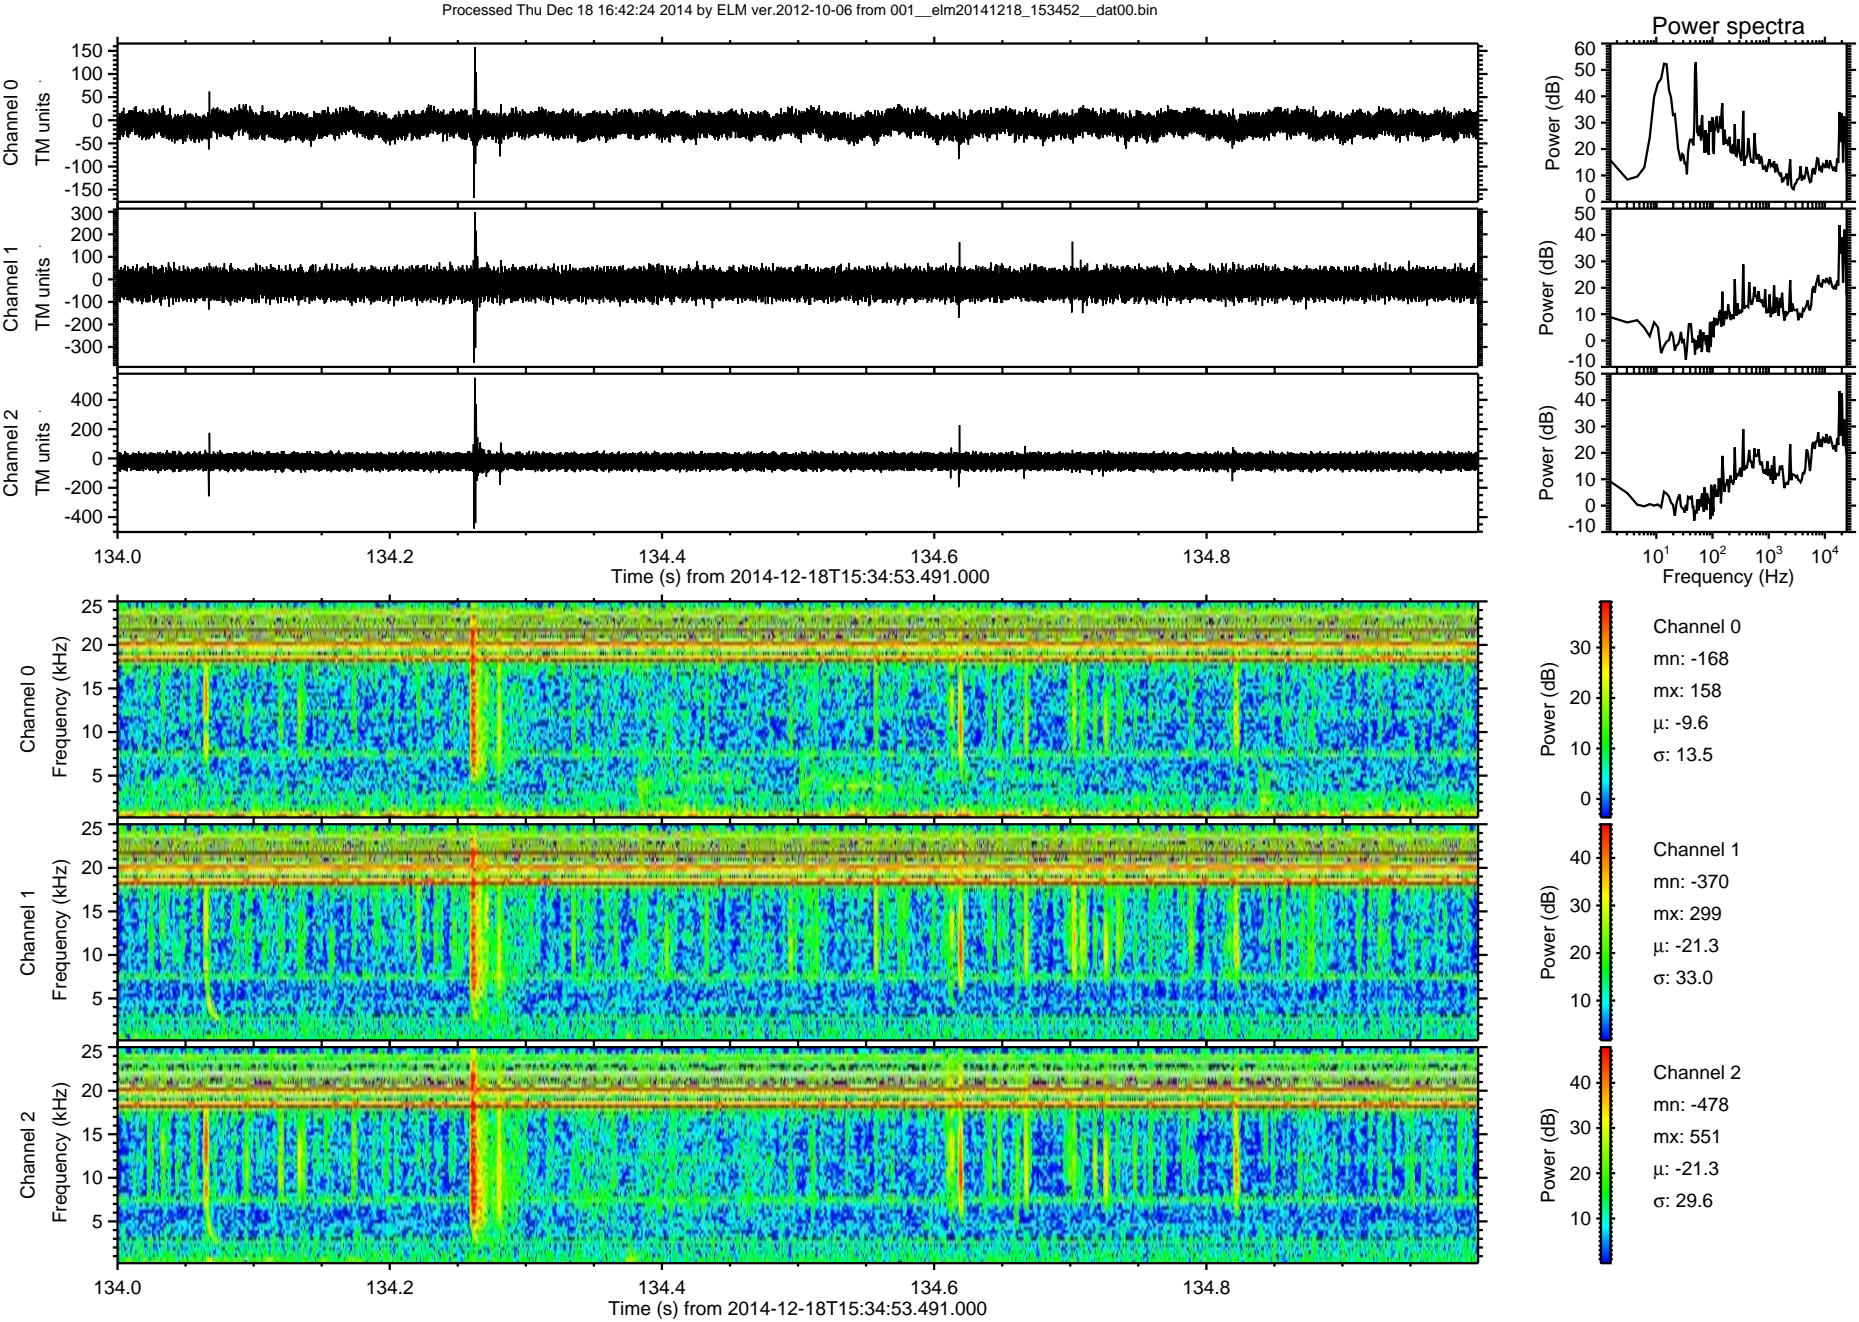 Processed Thu Dec 18 16:42:24 2014 by ELM ver.2012-10-06 from 001__elm20141218_153452__dat00.bin
Power spectra
Channel 0
TM units
150
100
50
0
-50
-100
-150
Power (dB)
60
50
40
30
20
10
0
Channel 1
TM units
300
200
100
0
-100
-200
-300
Power (dB)
50
40
30
20
10
0
-10
Channel 2
TM units
400
200
0
-200
-400
Power (dB)
50
40
30
20
10
0
-10
134.0 134.2 134.4 134.6 134.8
Time (s) from 2014-12-18T15:34:53.491.000
10^1 10^2 10^3 10^4
Frequency (Hz)
Channel 0
Frequency (kHz)
25
20
15
10
5
Power (dB)
30
20
10
0
Channel 0
mn: -168
mx: 158
μ: -9.6
σ: 13.5
Channel 1
Frequency (kHz)
25
20
15
10
5
Power (dB)
40
30
20
10
Channel 1
mn: -370
mx: 299
μ: -21.3
σ: 33.0
Channel 2
Frequency (kHz)
25
20
15
10
5
Power (dB)
40
30
20
10
Channel 2
mn: -478
mx: 551
μ: -21.3
σ: 29.6
134.0 134.2 134.4 134.6 134.8
Time (s) from 2014-12-18T15:34:53.491.000